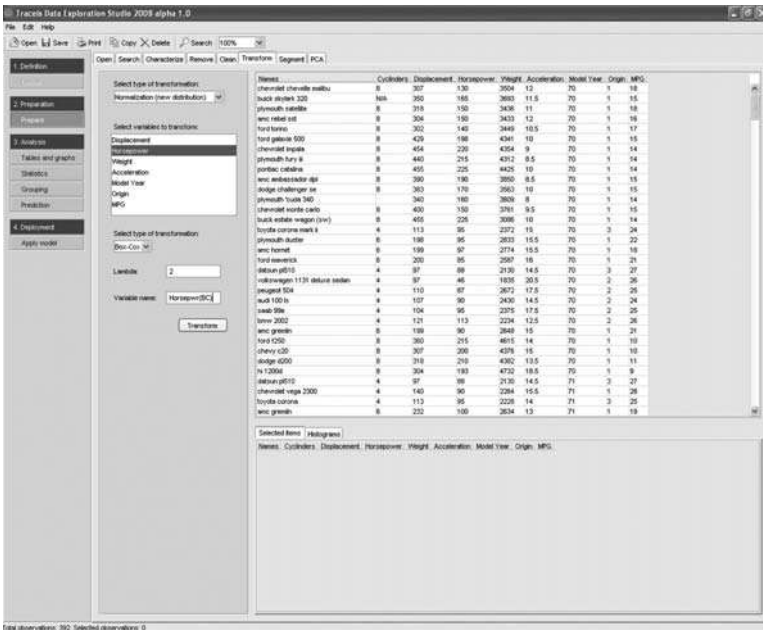 Traceis Data Exploration Studio 2009 alpha 1.0
File Edit Help
Open Save Print Copy Delete Search 100%
Open Search Characterize Remove Clean Transform Segment PCA
1. Definition
2. Preparation
Prepare
3. Analysis
Tables and graphs
Statistics
Grouping
Prediction
4. Deployment
Apply model
Select type of transformation:
Normalization (new distribution)
Select variables to transform:
Displacement
Horsepower
Weight
Acceleration
Model Year
Origin
MPG
Select type of transformation:
Box-Cox
Lambda: 2
Variable name: Horsepwr(BC)
Transform
Names Cyclinders Displacement Horsepower Weight Acceleration Model Year Origin MPG
chevrolet chevelle malibu 8 307 130 3504 12 70 1 18
buick skylark 320 N/A 350 165 3693 11.5 70 1 15
plymouth satellite 8 318 150 3436 11 70 1 18
amc rebel sst 8 304 150 3433 12 70 1 16
ford torino 8 302 140 3449 10.5 70 1 17
ford galaxie 500 8 429 198 4341 10 70 1 15
chevrolet impala 8 454 220 4354 9 70 1 14
plymouth fury iii 8 440 215 4312 8.5 70 1 14
pontiac catalina 8 455 225 4425 10 70 1 14
amc ambassador dpl 8 390 190 3850 8.5 70 1 15
dodge challenger se 8 383 170 3563 10 70 1 15
plymouth 'cuda 340 340 160 3609 8 70 1 14
chevrolet monte carlo 8 400 150 3761 9.5 70 1 15
buick estate wagon (sw) 8 455 225 3086 10 70 1 14
toyota corona mark ii 4 113 95 2372 15 70 3 24
plymouth duster 6 198 95 2833 15.5 70 1 22
amc hornet 6 199 97 2774 15.5 70 1 18
ford maverick 6 200 85 2587 16 70 1 21
datsun pl510 4 97 88 2130 14.5 70 3 27
volkswagen 1131 deluxe sedan 4 97 46 1835 20.5 70 2 26
peugeot 504 4 110 87 2672 17.5 70 2 25
audi 100 ls 4 107 90 2430 14.5 70 2 24
saab 99e 4 104 95 2375 17.5 70 2 25
bmw 2002 4 121 113 2234 12.5 70 2 26
amc gremlin 6 199 90 2648 15 70 1 21
ford f250 8 360 215 4615 14 70 1 10
chevy c20 8 307 200 4376 15 70 1 10
dodge d200 8 318 210 4382 13.5 70 1 11
hi 1200d 8 304 193 4732 18.5 70 1 9
datsun pl510 4 97 88 2130 14.5 71 3 27
chevrolet vega 2300 4 140 90 2264 15.5 71 1 28
toyota corona 4 113 95 2228 14 71 3 25
amc gremlin 6 232 100 2634 13 71 1 19
Selected items Histograms
Names Cyclinders Displacement Horsepower Weight Acceleration Model Year Origin MPG
Total observations: 392 Selected observations: 0